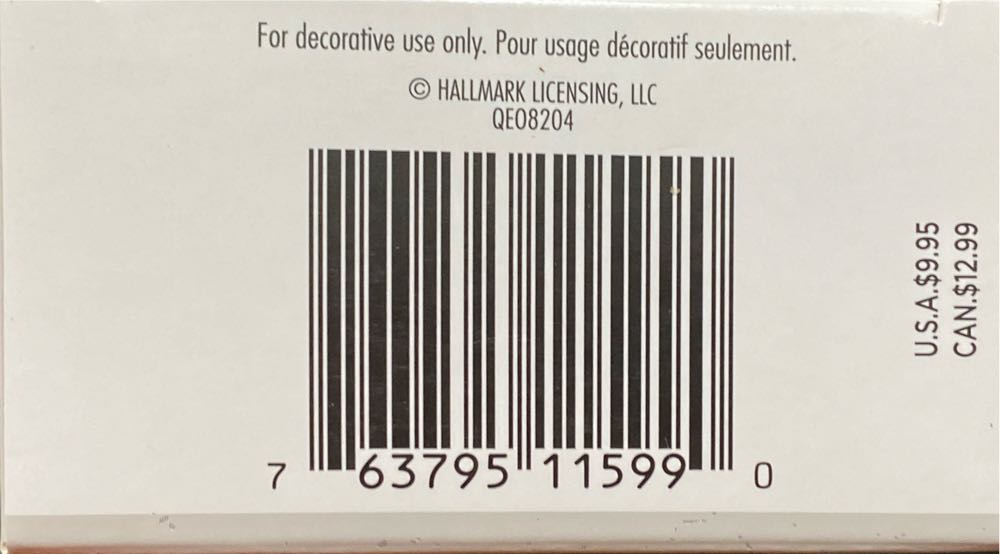 For decorative use only. Pour usage décoratif seulement.
© HALLMARK LICENSING, LLC
QEO8204
7 63795 11599 0
U.S.A.$9.95
CAN.$12.99